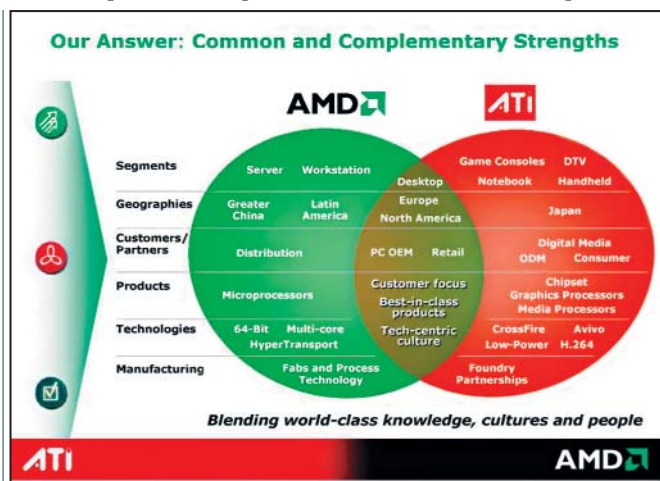 Our Answer: Common and Complementary Strengths
AMD
ATI
Segments
Server Workstation
Desktop
Game Consoles DTV
Notebook Handheld
Geographies
Greater China
Latin America
Europe
North America
Japan
Customers/
Partners
Distribution
PC OEM Retail
Digital Media
ODM Consumer
Products
Microprocessors
Customer focus
Best-in-class
products
Tech-centric
culture
Chipset
Graphics Processors
Media Processors
Technologies
64-Bit Multi-core
HyperTransport
CrossFire Avivo
Low-Power H.264
Manufacturing
Fabs and Process
Technology
Foundry
Partnerships
Blending world-class knowledge, cultures and people
ATI
AMD